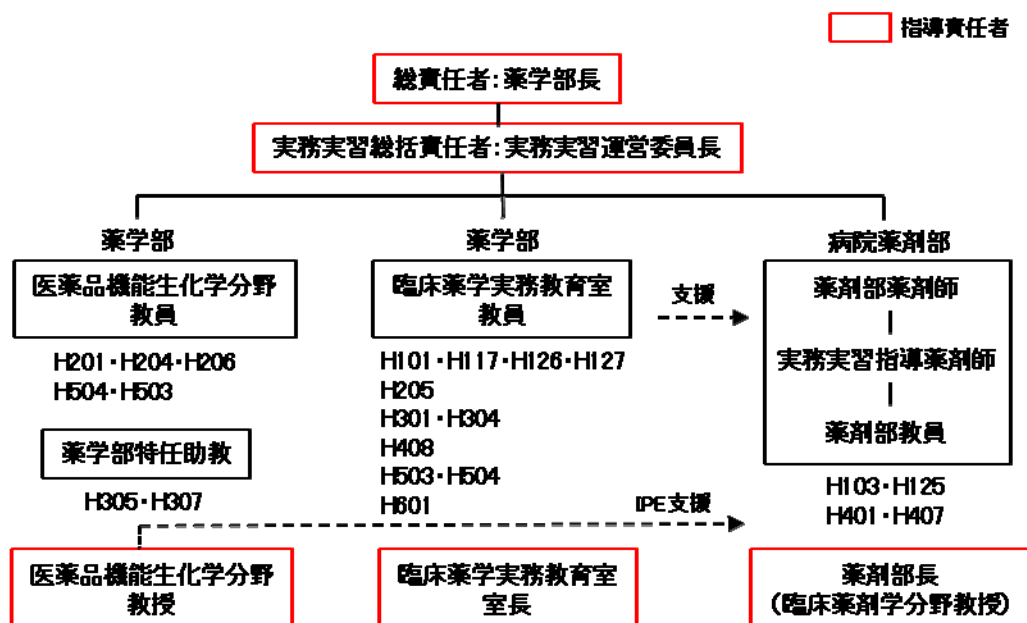 指導責任者
総責任者:薬学部長
実務実習総括責任者:実務実習運営委員長
薬学部
医薬品機能生化学分野
教員
H201・H204・H206
H504・H503
薬学部特任助教
H305・H307
医薬品機能生化学分野
教授
薬学部
臨床薬学実務教育室
教員
H101・H117・H126・H127
H205
H301・H304
H408
H503・H504
H601
臨床薬学実務教育室
室長
支援
IPE支援
病院薬剤部
薬剤部薬剤師
実務実習指導薬剤師
薬剤部教員
H103・H125
H401・H407
薬剤部長
(臨床薬剤学分野教授)